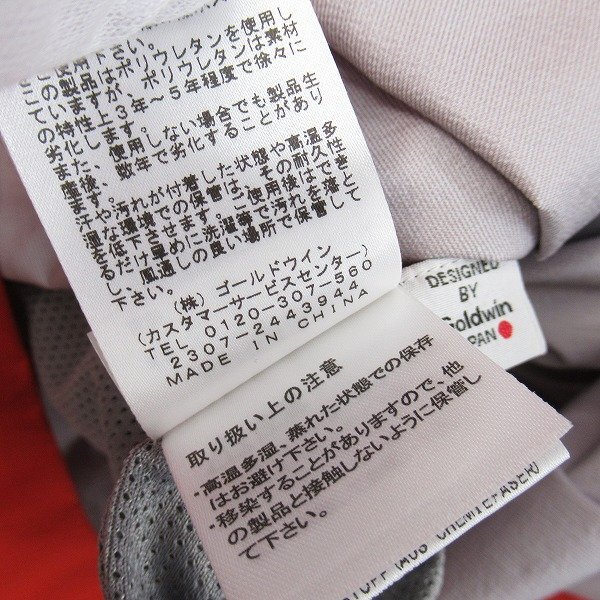 使用下さい。
この製品はポリウレタンを使用し
ていますが、ポリウレタンは素材
の特性上3年〜5年程度で徐々に
劣化します。
また、使用しない場合でも製品生
産後、数年で劣化することがあり
ます。
汗や汚れが付着した状態や高温多
湿な環境での保管は、その耐久性
を低下させます。ご使用後はでき
るだけ早めに洗濯等で汚れを落と
し、風通しの良い場所で保管して
下さい。
(株) ゴールドウイン
(カスタマーサービスセンター)
TEL 0120-307-560
2307-2443944
MADE IN CHINA
DESIGNED
BY
Goldwin
取り扱い上の注意
・高温多湿、蒸れた状態での保存
はお避け下さい。
・移染することがありますので、他
の製品と接触しないように保管し
て下さい。